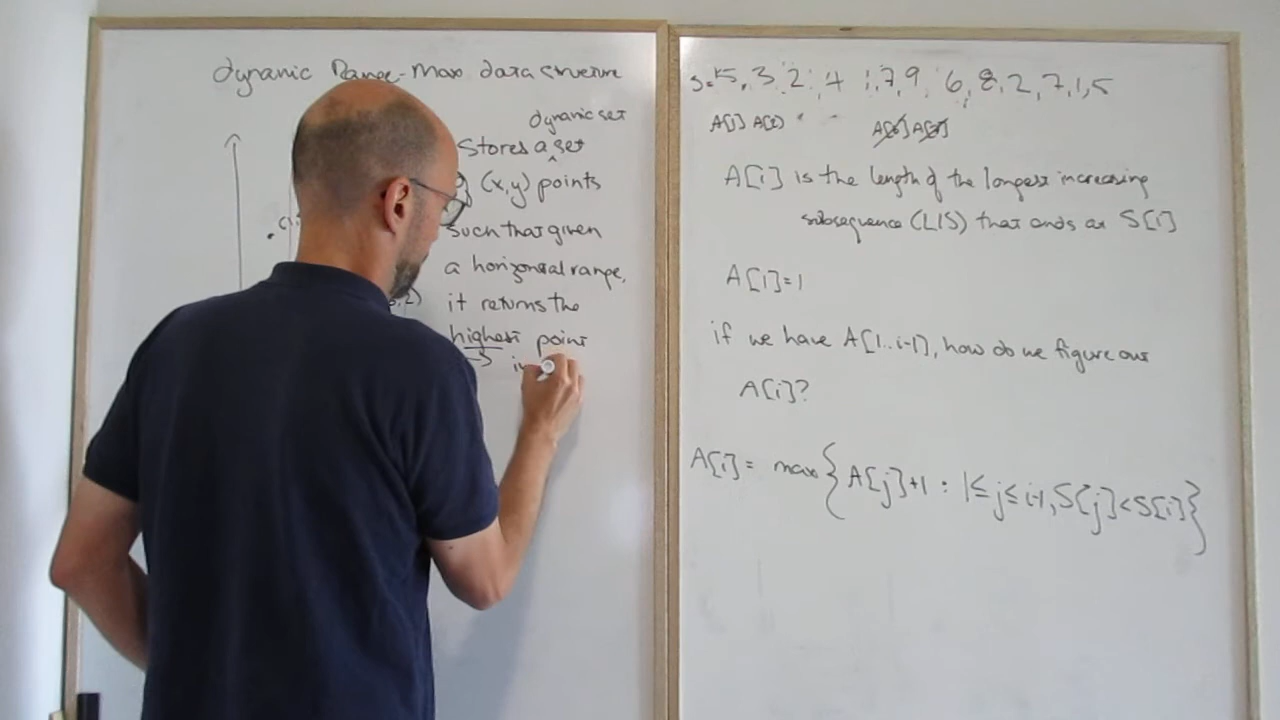 dynamic Range-Max data structure
dynamic set
Stores a set
(x,y) points
such that given
a horizontal range,
it returns the
highest point
in
S=5, 3, 2, 4, 1, 7, 9, 6, 8, 2, 7, 1, 5
A[1] A[2]
A[i] is the length of the longest increasing
subsequence (LIS) that ends at S[i]
A[1]=1
if we have A[1..i-1], how do we figure out
A[i]?
A[i] = max{A[j]+1 : 1≤j≤i-1, S[j]<S[i]}